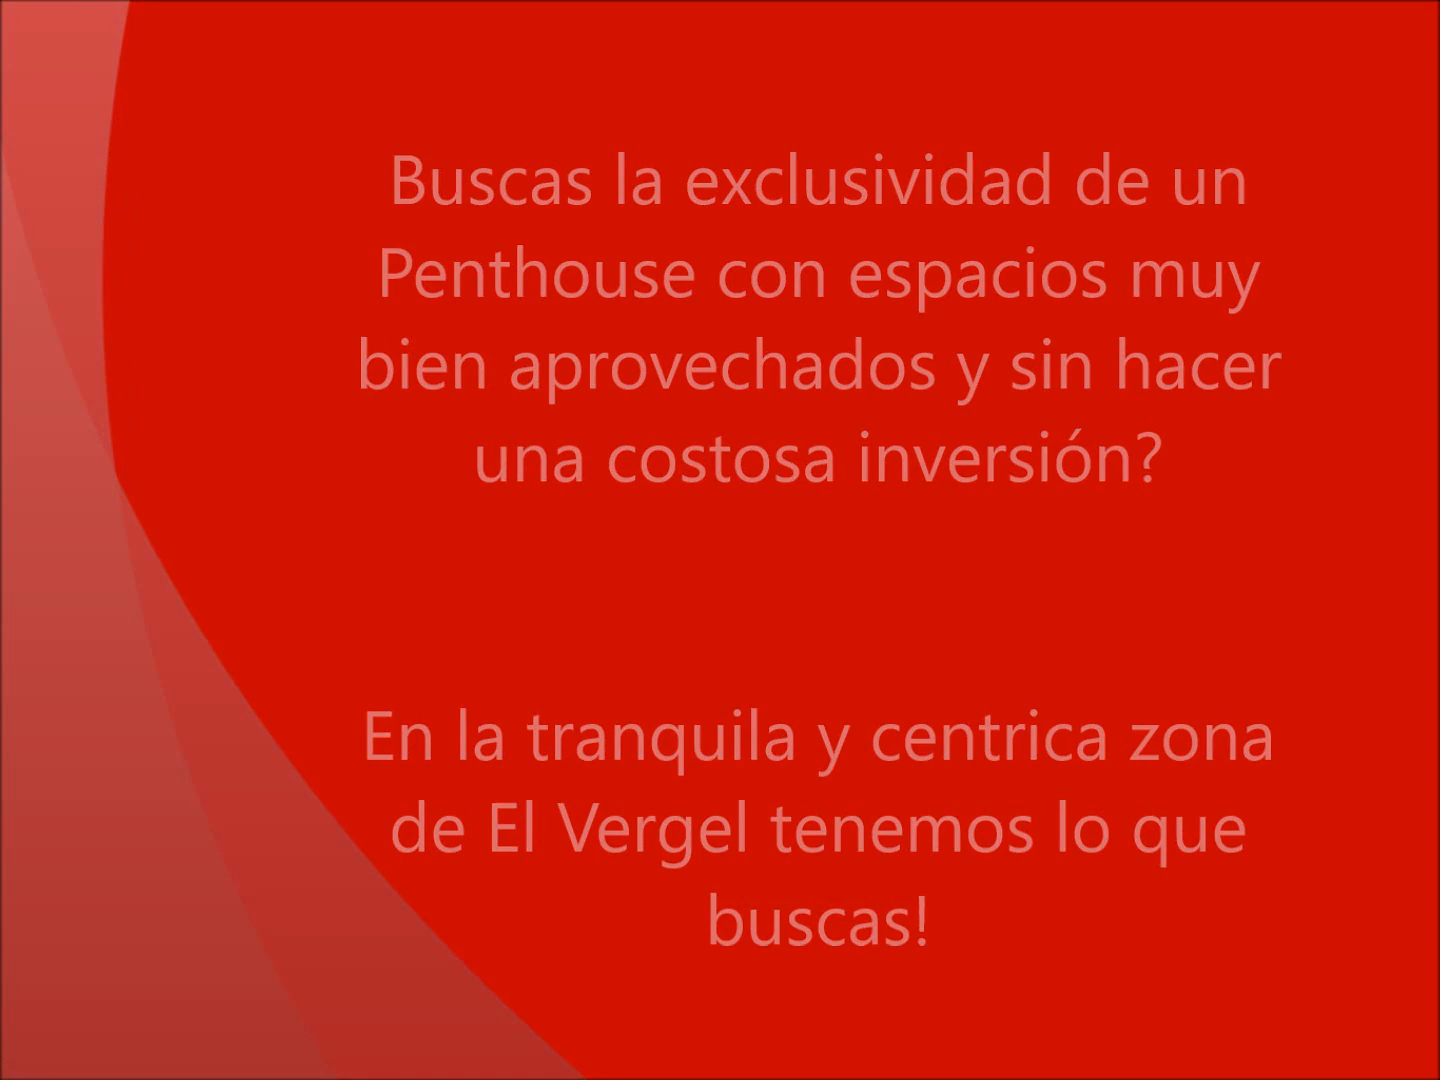 Buscas la exclusividad de un
Penthouse con espacios muy
bien aprovechados y sin hacer
una costosa inversión?
En la tranquila y centrica zona
de El Vergel tenemos lo que
buscas!